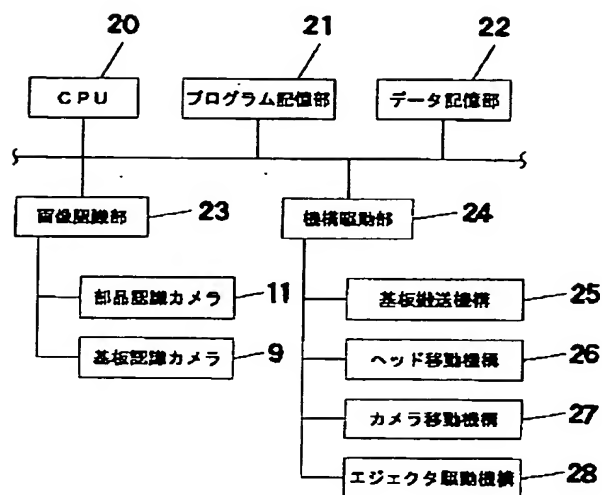 20
21
22
CPU
プログラム記憶部
データ記憶部
画像認識部
23
機構駆動部
24
部品認識カメラ
11
基板搬送機構
25
基板認識カメラ
9
ヘッド移動機構
26
カメラ移動機構
27
エジェクタ駆動機構
28